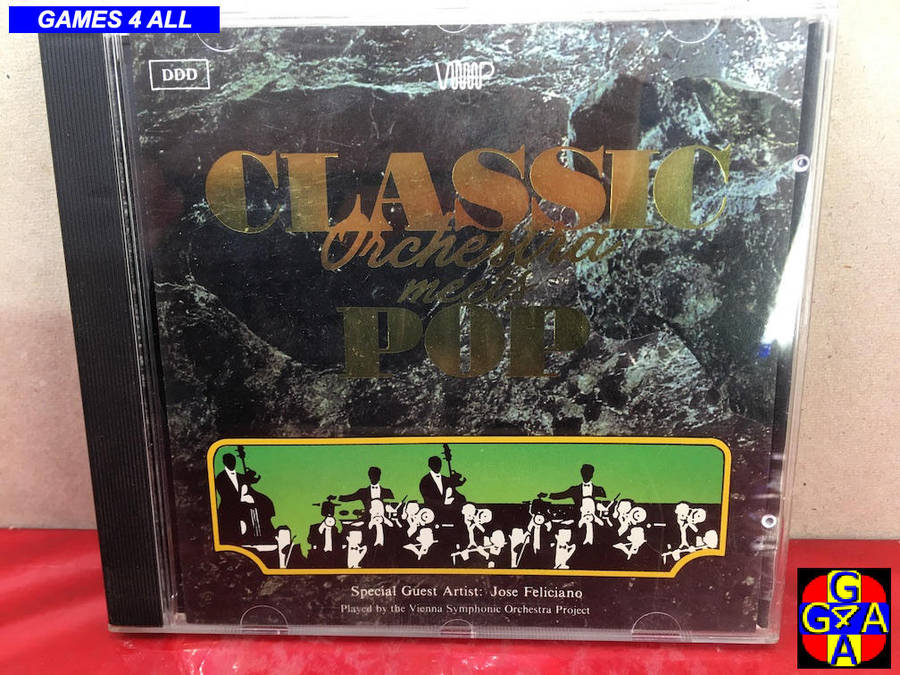 GAMES 4 ALL
DDD
CLASSIC
Orchestra
meets
POP
Special Guest Artist: Jose Feliciano
Played by the Vienna Symphonic Orchestra Project
G
G4A
A